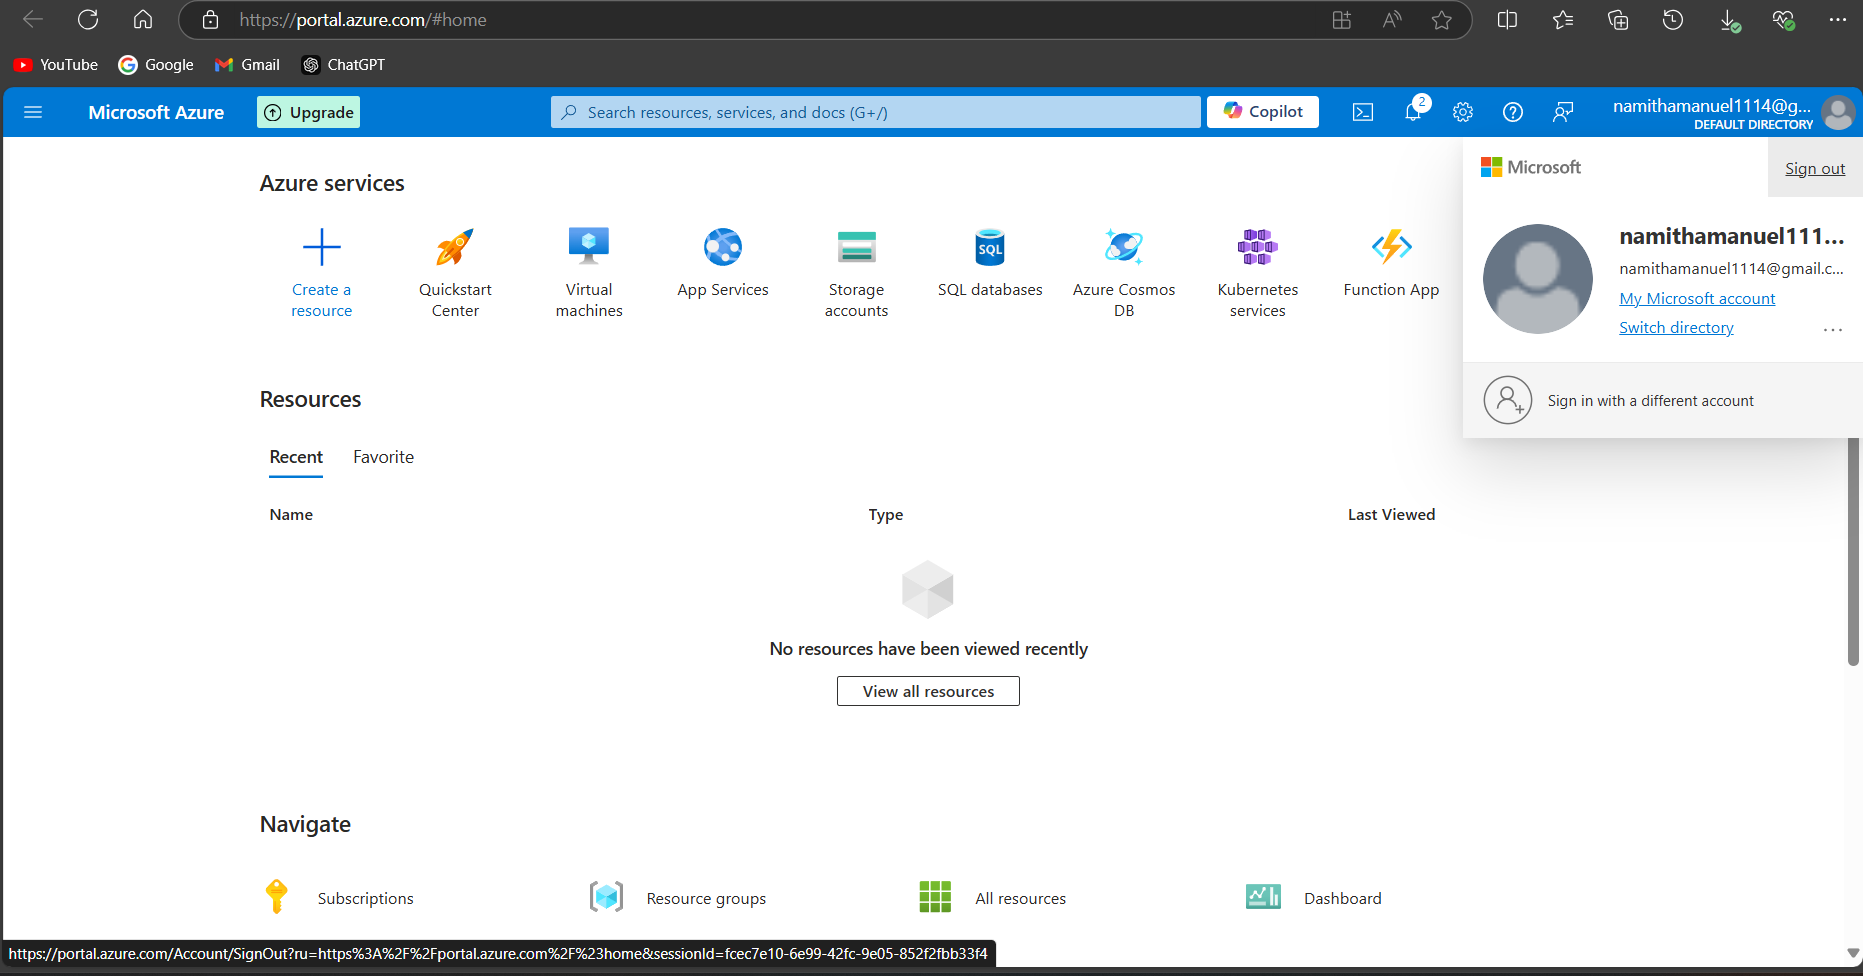 https://portal.azure.com/#home
YouTube
Google
Gmail
ChatGPT
Microsoft Azure
Upgrade
Search resources, services, and docs (G+/)
Copilot
2
namithamanuel1114@g...
DEFAULT DIRECTORY
Microsoft
Sign out
namithamanuel111...
namithamanuel1114@gmail.c...
My Microsoft account
Switch directory
...
Sign in with a different account
Azure services
Create a
resource
Quickstart
Center
Virtual
machines
App Services
Storage
accounts
SQL
SQL databases
Azure Cosmos
DB
Kubernetes
services
Function App
Resources
Recent
Favorite
Name
Type
Last Viewed
No resources have been viewed recently
View all resources
Navigate
Subscriptions
Resource groups
All resources
Dashboard
https://portal.azure.com/Account/SignOut?ru=https%3A%2F%2Fportal.azure.com%2F%23home&sessionId=fcec7e10-6e99-42fc-9e05-852f2fbb33f4